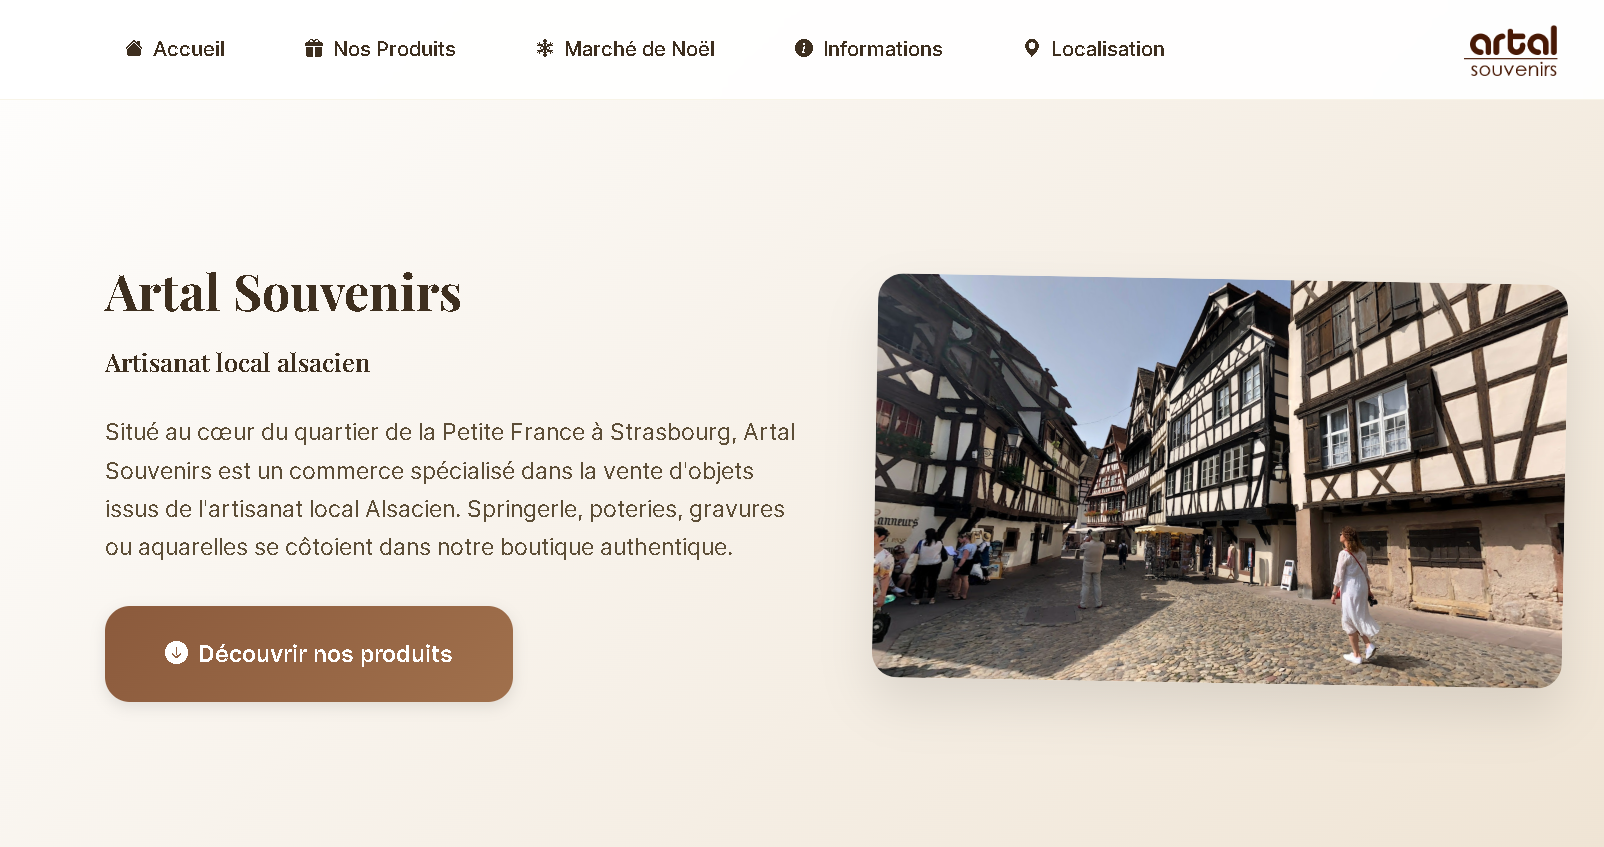 Accueil
Nos Produits
Marché de Noël
Informations
Localisation
artal
souvenirs
Artal Souvenirs
Artisanat local alsacien
Situé au cœur du quartier de la Petite France à Strasbourg, Artal
Souvenirs est un commerce spécialisé dans la vente d'objets
issus de l'artisanat local Alsacien. Springerle, poteries, gravures
ou aquarelles se côtoient dans notre boutique authentique.
Découvrir nos produits
anneurs